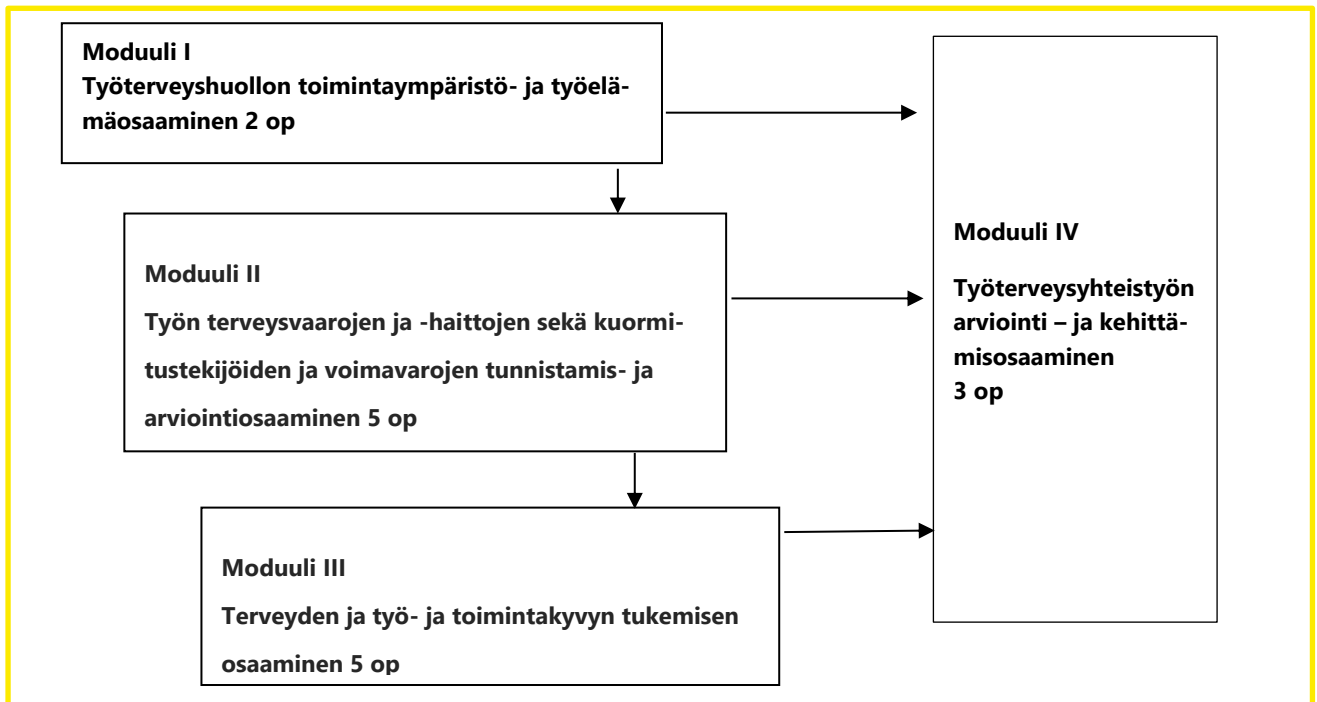 Moduuli I
Työterveyshuollon toimintaympäristö- ja työelä-
mäosaaminen 2 op
Moduuli II
Työn terveysvaarojen ja -haittojen sekä kuormi-
tustekijöiden ja voimavarojen tunnistamis- ja
arviointiosaaminen 5 op
Moduuli III
Terveyden ja työ- ja toimintakyvyn tukemisen
osaaminen 5 op
Moduuli IV
Työterveysyhteistyön
arviointi – ja kehittä-
misosaaminen
3 op